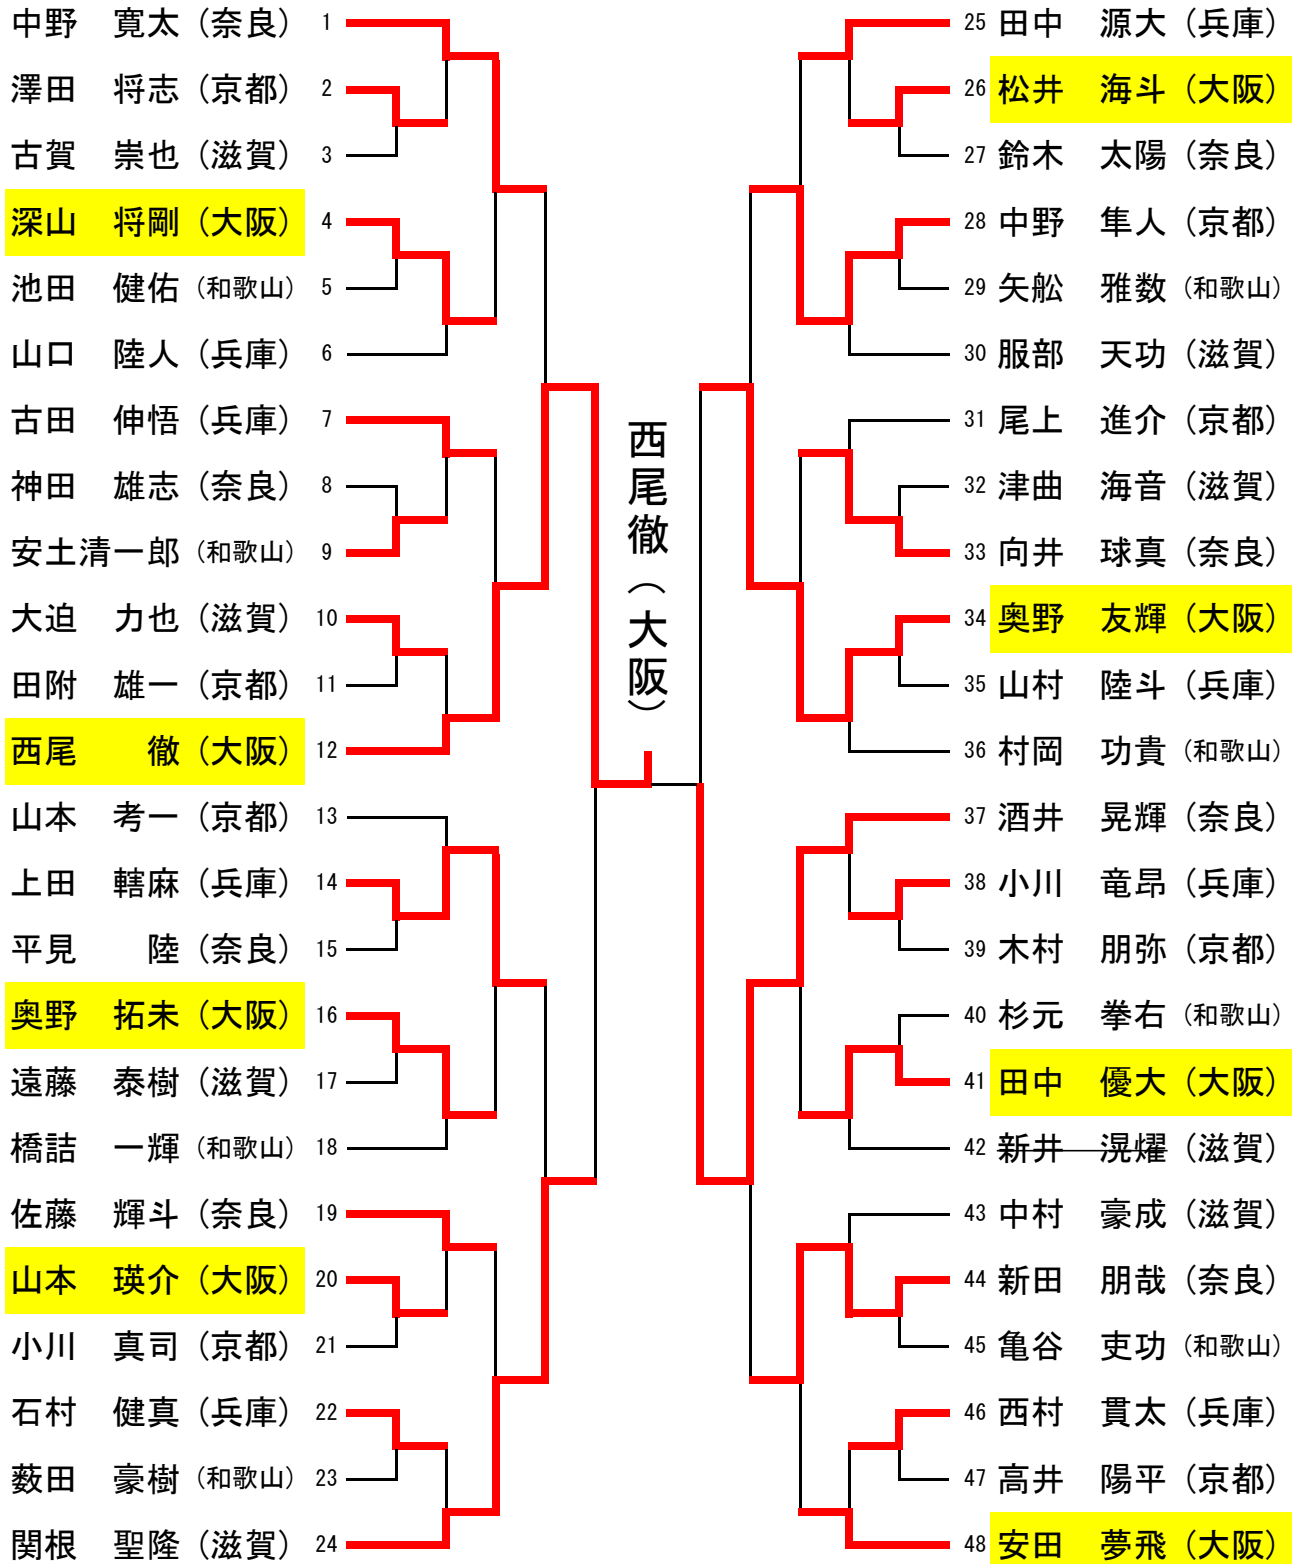 中野　寛太（奈良） 1
澤田　将志（京都） 2
古賀　崇也（滋賀） 3
深山　将剛（大阪） 4
池田　健佑（和歌山） 5
山口　陸人（兵庫） 6
古田　伸悟（兵庫） 7
神田　雄志（奈良） 8
安土清一郎（和歌山） 9
大迫　力也（滋賀） 10
田附　雄一（京都） 11
西尾　　徹（大阪） 12
山本　考一（京都） 13
上田　轄麻（兵庫） 14
平見　　陸（奈良） 15
奥野　拓未（大阪） 16
遠藤　泰樹（滋賀） 17
橋詰　一輝（和歌山） 18
佐藤　輝斗（奈良） 19
山本　瑛介（大阪） 20
小川　真司（京都） 21
石村　健真（兵庫） 22
薮田　豪樹（和歌山） 23
関根　聖隆（滋賀） 24
西尾徹（大阪）
25 田中　源大（兵庫）
26 松井　海斗（大阪）
27 鈴木　太陽（奈良）
28 中野　隼人（京都）
29 矢舩　雅数（和歌山）
30 服部　天功（滋賀）
31 尾上　進介（京都）
32 津曲　海音（滋賀）
33 向井　球真（奈良）
34 奥野　友輝（大阪）
35 山村　陸斗（兵庫）
36 村岡　功貴（和歌山）
37 酒井　晃輝（奈良）
38 小川　竜昂（兵庫）
39 木村　朋弥（京都）
40 杉元　拳右（和歌山）
41 田中　優大（大阪）
42 新井　滉燿（滋賀）
43 中村　豪成（滋賀）
44 新田　朋哉（奈良）
45 亀谷　吏功（和歌山）
46 西村　貫太（兵庫）
47 高井　陽平（京都）
48 安田　夢飛（大阪）